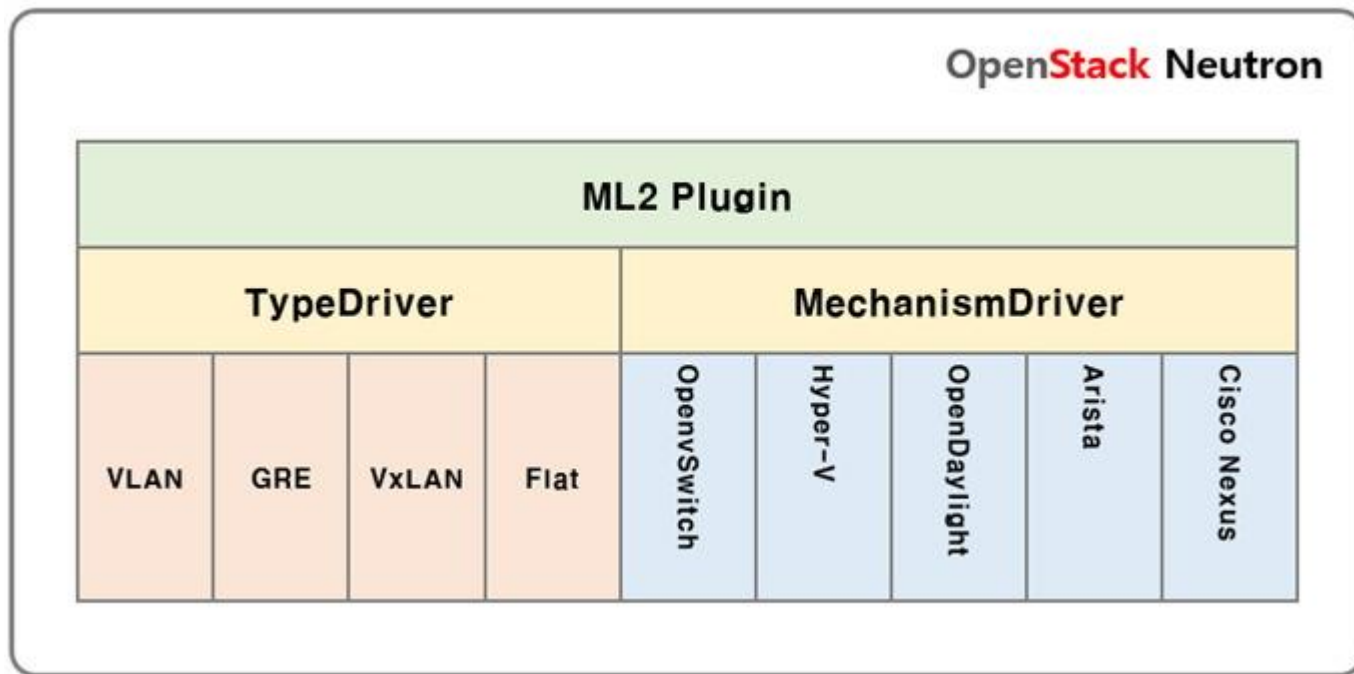 OpenStack Neutron
ML2 Plugin
TypeDriver
MechanismDriver
VLAN
GRE
VxLAN
Flat
OpenvSwitch
Hyper-V
OpenDaylight
Arista
Cisco Nexus